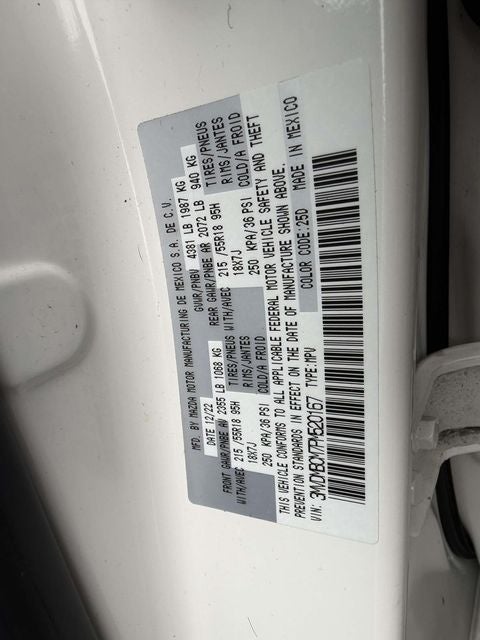 MFD. BY MAZDA MOTOR MANUFACTURING DE MEXICO S.A. DE C.V.
DATE 12/22 GVWR/PNBV 4381 LB 1987 KG
FRONT GAWR/PNBE AV 2355 LB 1068 KG REAR GAWR/PNBE AR 2072 LB 940 KG
WITH/AVEC 215 /55R18 95H TIRES/PNEUS WITH/AVEC 215 /55R18 95H TIRES/PNEUS
18X7J RIMS/JANTES 18X7J RIMS/JANTES
250 KPA/36 PSI COLD/A FROID 250 KPA/36 PSI COLD/A FROID
THIS VEHICLE CONFORMS TO ALL APPLICABLE FEDERAL MOTOR VEHICLE SAFETY AND THEFT
PREVENTION STANDARDS IN EFFECT ON THE DATE OF MANUFACTURE SHOWN ABOVE.
COLOR CODE:25D MADE IN MEXICO
VIN: 3MVDMBCM7PM520167 TYPE:MPV